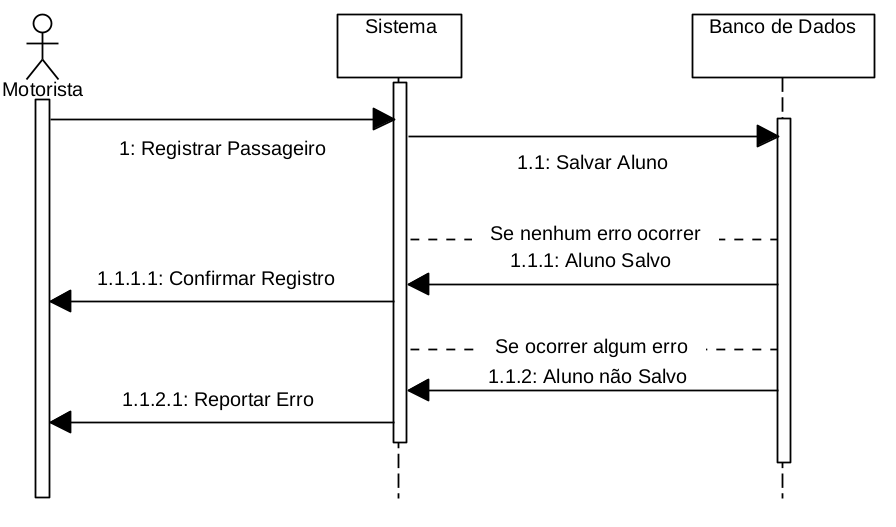 Sistema
Banco de Dados
Motorista
1: Registrar Passageiro
1.1: Salvar Aluno
Se nenhum erro ocorrer
1.1.1: Aluno Salvo
1.1.1.1: Confirmar Registro
Se ocorrer algum erro
1.1.2: Aluno não Salvo
1.1.2.1: Reportar Erro